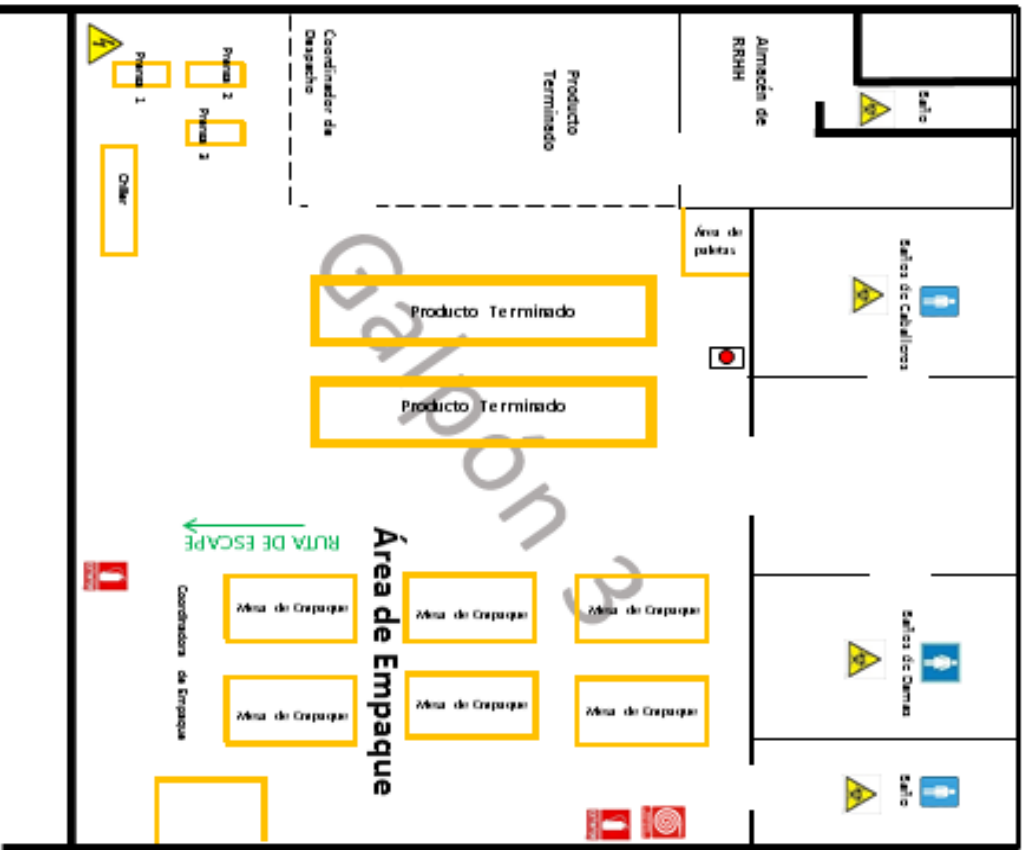 Prensa 1
Prensa 2
Prensa 3
Chiller
Coordinador de
Despacho
Producto
Terminado
Almacén de
RRHH
Baño
Área de
paletas
Baños de Caballeros
Producto Terminado
Producto Terminado
Galpón 3
RUTA DE ESCAPE
Área de Empaque
Coordinadora de Empaque
Mesa de Empaque
Mesa de Empaque
Mesa de Empaque
Mesa de Empaque
Mesa de Empaque
Mesa de Empaque
Baños de Damas
Baño